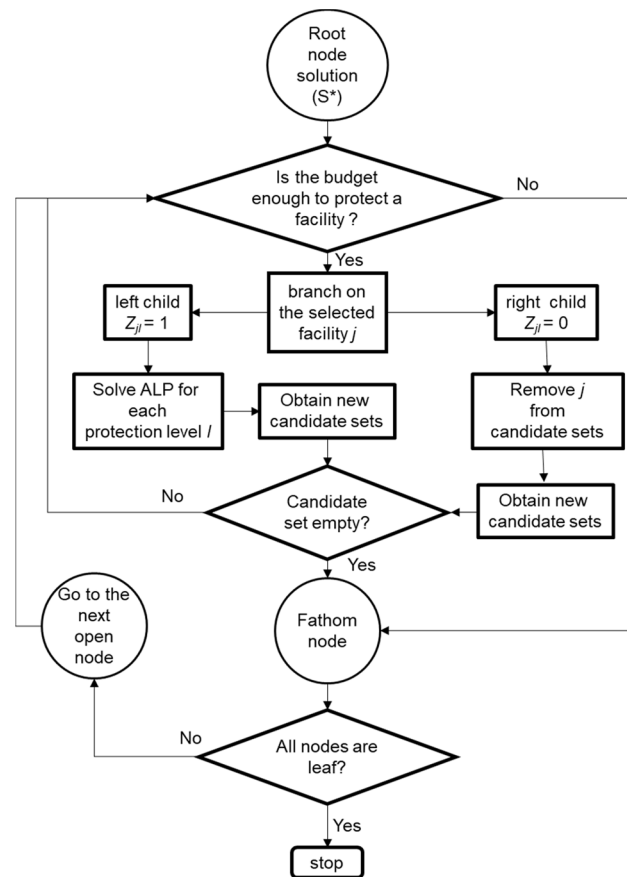 Root
node
solution
(S*)
Is the budget
enough to protect a
facility ?
No
Yes
left child
Zjl = 1
branch on
the selected
facility j
right child
Zjl = 0
Solve ALP for
each
protection level l
Obtain new
candidate sets
Remove j
from
candidate sets
No
Candidate
set empty?
Obtain new
candidate sets
Yes
Go to the
next
open
node
Fathom
node
No
All nodes are
leaf?
Yes
stop